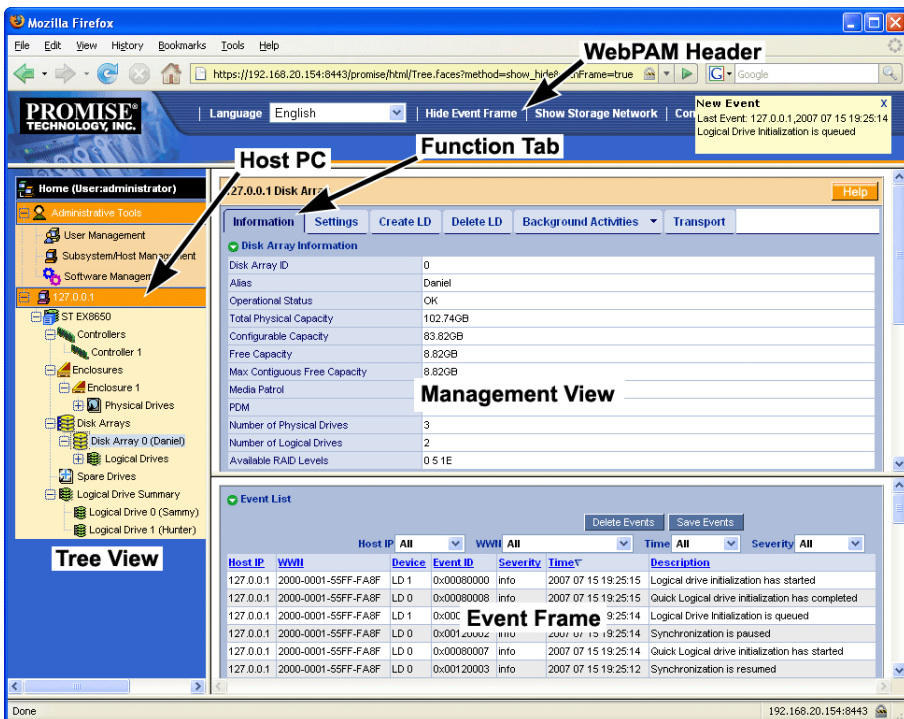 Mozilla Firefox
File Edit View History Bookmarks Tools Help
WebPAM Header
https://192.168.20.154:8443/promise/html/Tree.faces?method=show_hide& nFrame=true
G Google
PROMISE®
TECHNOLOGY, INC.
Language English
Hide Event Frame
Show Storage Network
New Event X
Last Event: 127.0.0.1,2007 07 15 19:25:14
Logical Drive Initialization is queued
Function Tab
Host PC
Home (User:administrator)
Administrative Tools
User Management
Subsystem/Host Management
Software Managem
127.0.0.1
ST EX8650
Controllers
Controller 1
Enclosures
Enclosure 1
Physical Drives
Disk Arrays
Disk Array 0 (Daniel)
Logical Drives
Spare Drives
Logical Drive Summary
Logical Drive 0 (Sammy)
Logical Drive 1 (Hunter)
Tree View
127.0.0.1 Disk Arra
Help
Information Settings Create LD Delete LD Background Activities Transport
Disk Array Information
Disk Array ID 0
Alias Daniel
Operational Status OK
Total Physical Capacity 102.74GB
Configurable Capacity 83.82GB
Free Capacity 8.82GB
Max Contiguous Free Capacity 8.82GB
Media Patrol
PDM
Management View
Number of Physical Drives 3
Number of Logical Drives 2
Available RAID Levels 0 5 1E
Event List
Delete Events Save Events
Host IP All WWN All Time All Severity All
Host IP WWN Device Event ID Severity Time Description
127.0.0.1 2000-0001-55FF-FA8F LD 1 0x00080000 info 2007 07 15 19:25:15 Logical drive initialization has started
127.0.0.1 2000-0001-55FF-FA8F LD 0 0x00080008 info 2007 07 15 19:25:15 Quick Logical drive initialization has completed
127.0.0.1 2000-0001-55FF-FA8F LD 1 0x000 9:25:14 Logical Drive Initialization is queued
Event Frame
127.0.0.1 2000-0001-55FF-FA8F LD 0 0x00120002 info 2007 07 15 19:25:14 Synchronization is paused
127.0.0.1 2000-0001-55FF-FA8F LD 0 0x00080007 info 2007 07 15 19:25:14 Quick Logical drive initialization has started
127.0.0.1 2000-0001-55FF-FA8F LD 0 0x00120003 info 2007 07 15 19:25:12 Synchronization is resumed
Done
192.168.20.154:8443